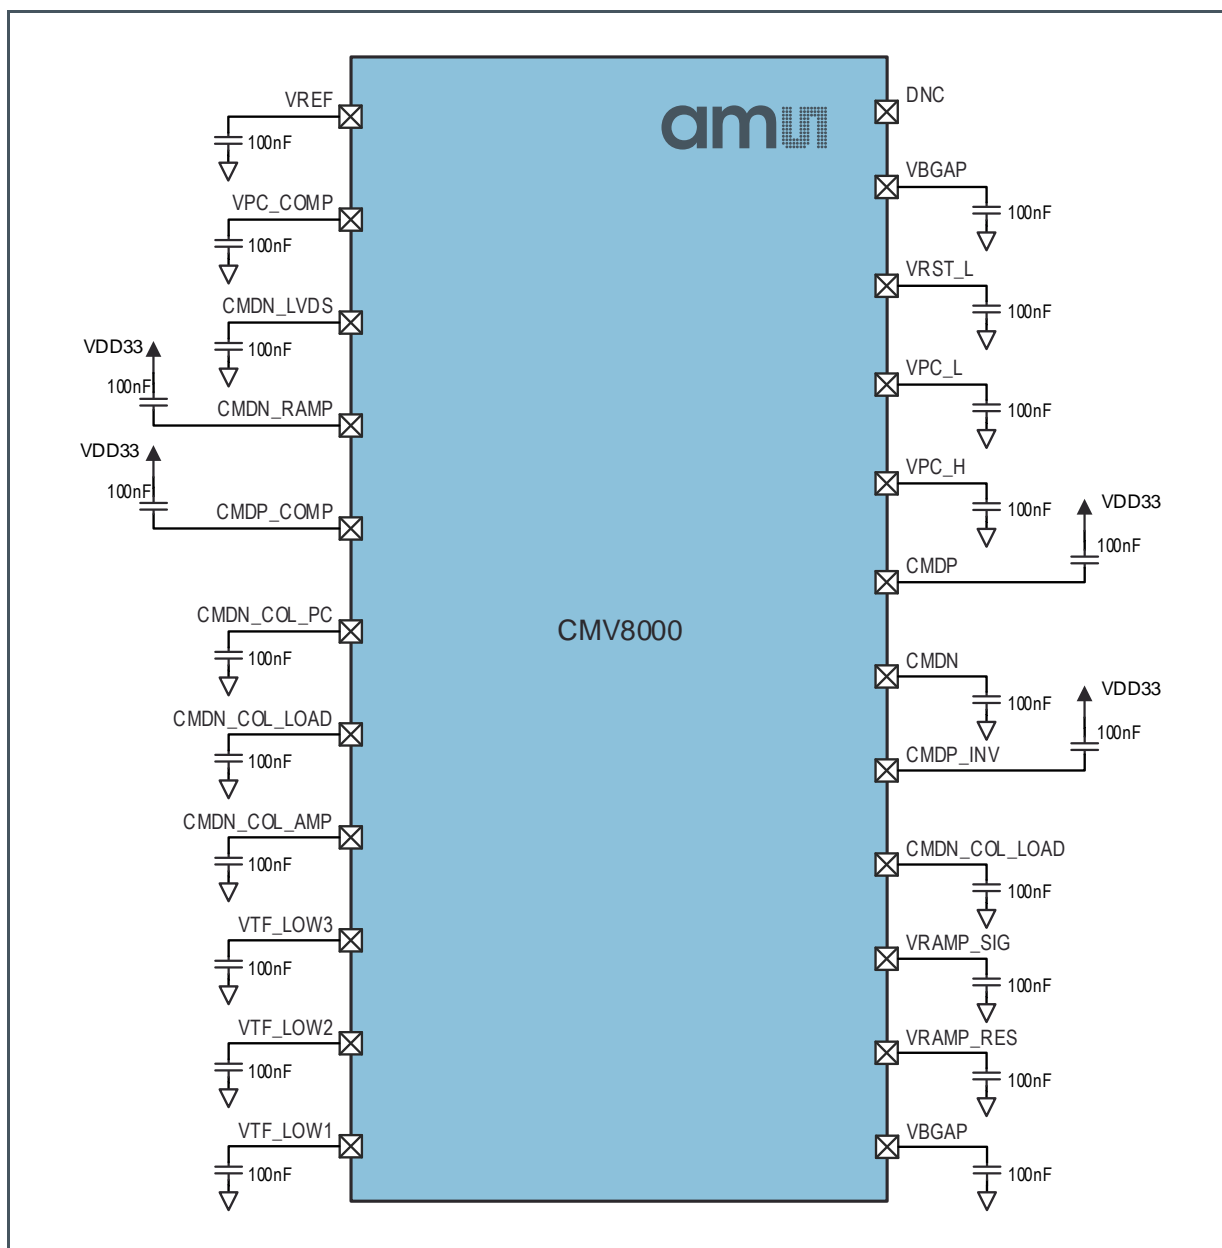 VREF
100nF
VPC_COMP
100nF
CMDN_LVDS
100nF
VDD33
100nF
CMDN_RAMP
VDD33
100nF
CMDP_COMP
CMDN_COL_PC
100nF
CMDN_COL_LOAD
100nF
CMDN_COL_AMP
100nF
VTF_LOW3
100nF
VTF_LOW2
100nF
VTF_LOW1
100nF
am
CMV8000
DNC
VBGAP
100nF
VRST_L
100nF
VPC_L
100nF
VPC_H
100nF
VDD33
100nF
CMDP
CMDN
100nF
VDD33
100nF
CMDP_INV
CMDN_COL_LOAD
100nF
VRAMP_SIG
100nF
VRAMP_RES
100nF
VBGAP
100nF